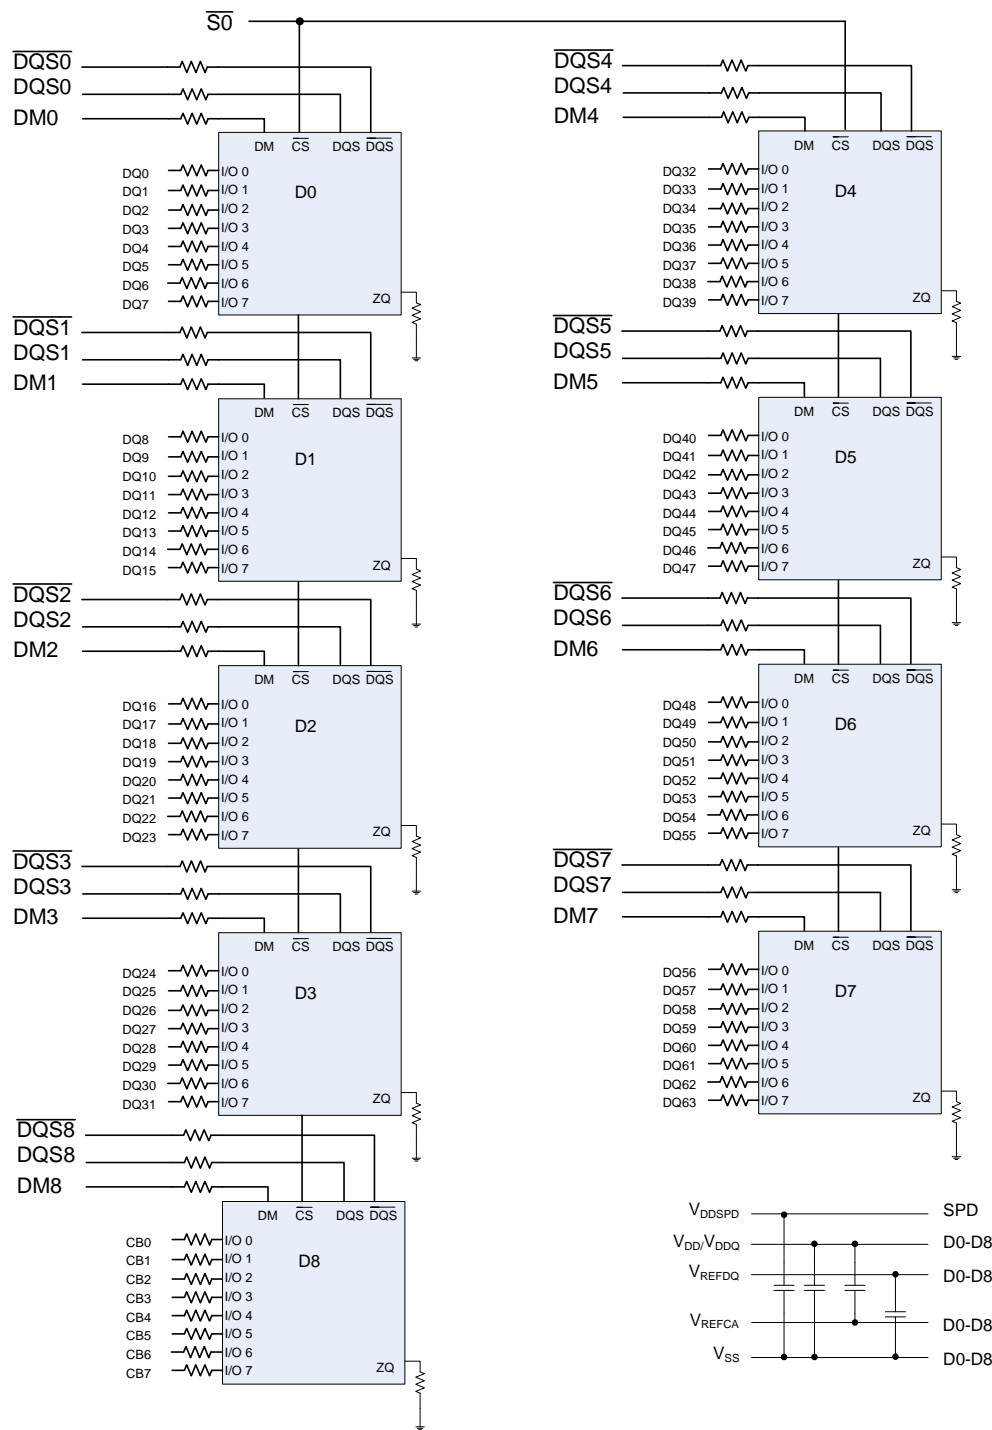 S0
DQS0
DQS0
DM0
DM CS DQS DQS
D0
DQ0 I/O 0
DQ1 I/O 1
DQ2 I/O 2
DQ3 I/O 3
DQ4 I/O 4
DQ5 I/O 5
DQ6 I/O 6
DQ7 I/O 7
ZQ
DQS1
DQS1
DM1
DM CS DQS DQS
D1
DQ8 I/O 0
DQ9 I/O 1
DQ10 I/O 2
DQ11 I/O 3
DQ12 I/O 4
DQ13 I/O 5
DQ14 I/O 6
DQ15 I/O 7
ZQ
DQS2
DQS2
DM2
DM CS DQS DQS
D2
DQ16 I/O 0
DQ17 I/O 1
DQ18 I/O 2
DQ19 I/O 3
DQ20 I/O 4
DQ21 I/O 5
DQ22 I/O 6
DQ23 I/O 7
ZQ
DQS3
DQS3
DM3
DM CS DQS DQS
D3
DQ24 I/O 0
DQ25 I/O 1
DQ26 I/O 2
DQ27 I/O 3
DQ28 I/O 4
DQ29 I/O 5
DQ30 I/O 6
DQ31 I/O 7
ZQ
DQS8
DQS8
DM8
DM CS DQS DQS
D8
CB0 I/O 0
CB1 I/O 1
CB2 I/O 2
CB3 I/O 3
CB4 I/O 4
CB5 I/O 5
CB6 I/O 6
CB7 I/O 7
ZQ
DQS4
DQS4
DM4
DM CS DQS DQS
D4
DQ32 I/O 0
DQ33 I/O 1
DQ34 I/O 2
DQ35 I/O 3
DQ36 I/O 4
DQ37 I/O 5
DQ38 I/O 6
DQ39 I/O 7
ZQ
DQS5
DQS5
DM5
DM CS DQS DQS
D5
DQ40 I/O 0
DQ41 I/O 1
DQ42 I/O 2
DQ43 I/O 3
DQ44 I/O 4
DQ45 I/O 5
DQ46 I/O 6
DQ47 I/O 7
ZQ
DQS6
DQS6
DM6
DM CS DQS DQS
D6
DQ48 I/O 0
DQ49 I/O 1
DQ50 I/O 2
DQ51 I/O 3
DQ52 I/O 4
DQ53 I/O 5
DQ54 I/O 6
DQ55 I/O 7
ZQ
DQS7
DQS7
DM7
DM CS DQS DQS
D7
DQ56 I/O 0
DQ57 I/O 1
DQ58 I/O 2
DQ59 I/O 3
DQ60 I/O 4
DQ61 I/O 5
DQ62 I/O 6
DQ63 I/O 7
ZQ
VDDSPD SPD
VDD/VDDQ D0-D8
VREFDQ D0-D8
VREFCA D0-D8
VSS D0-D8